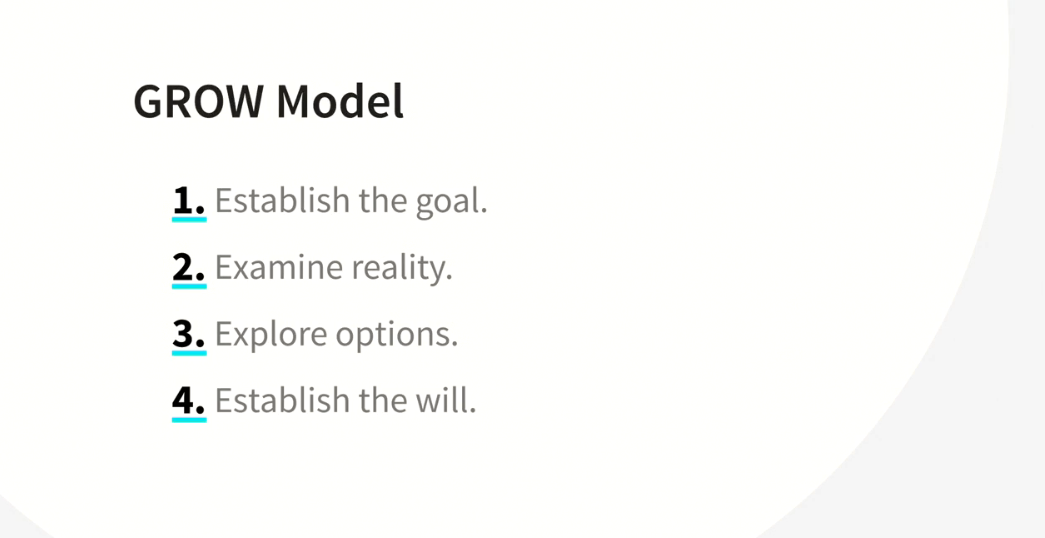 GROW Model
1. Establish the goal.
2. Examine reality.
3. Explore options.
4. Establish the will.